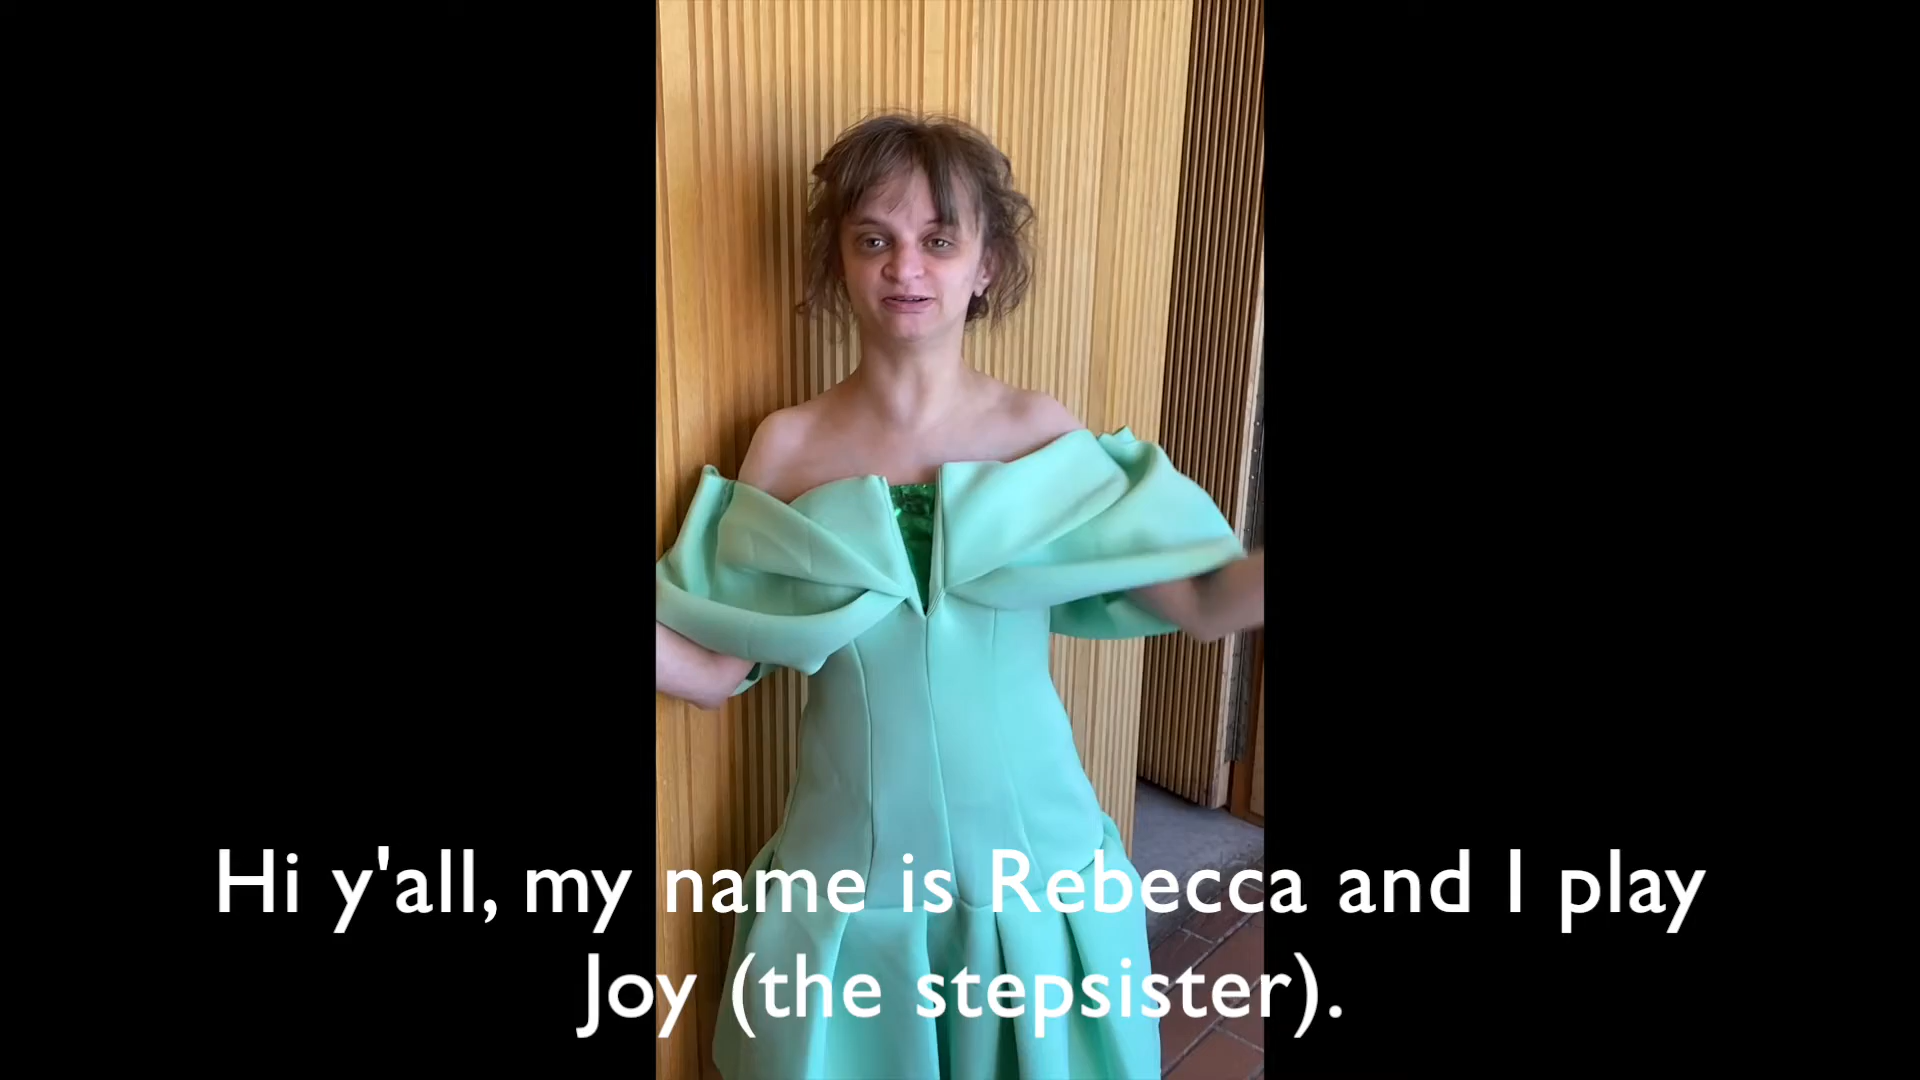 Hi y'all, my name is Rebecca and I play
Joy (the stepsister).